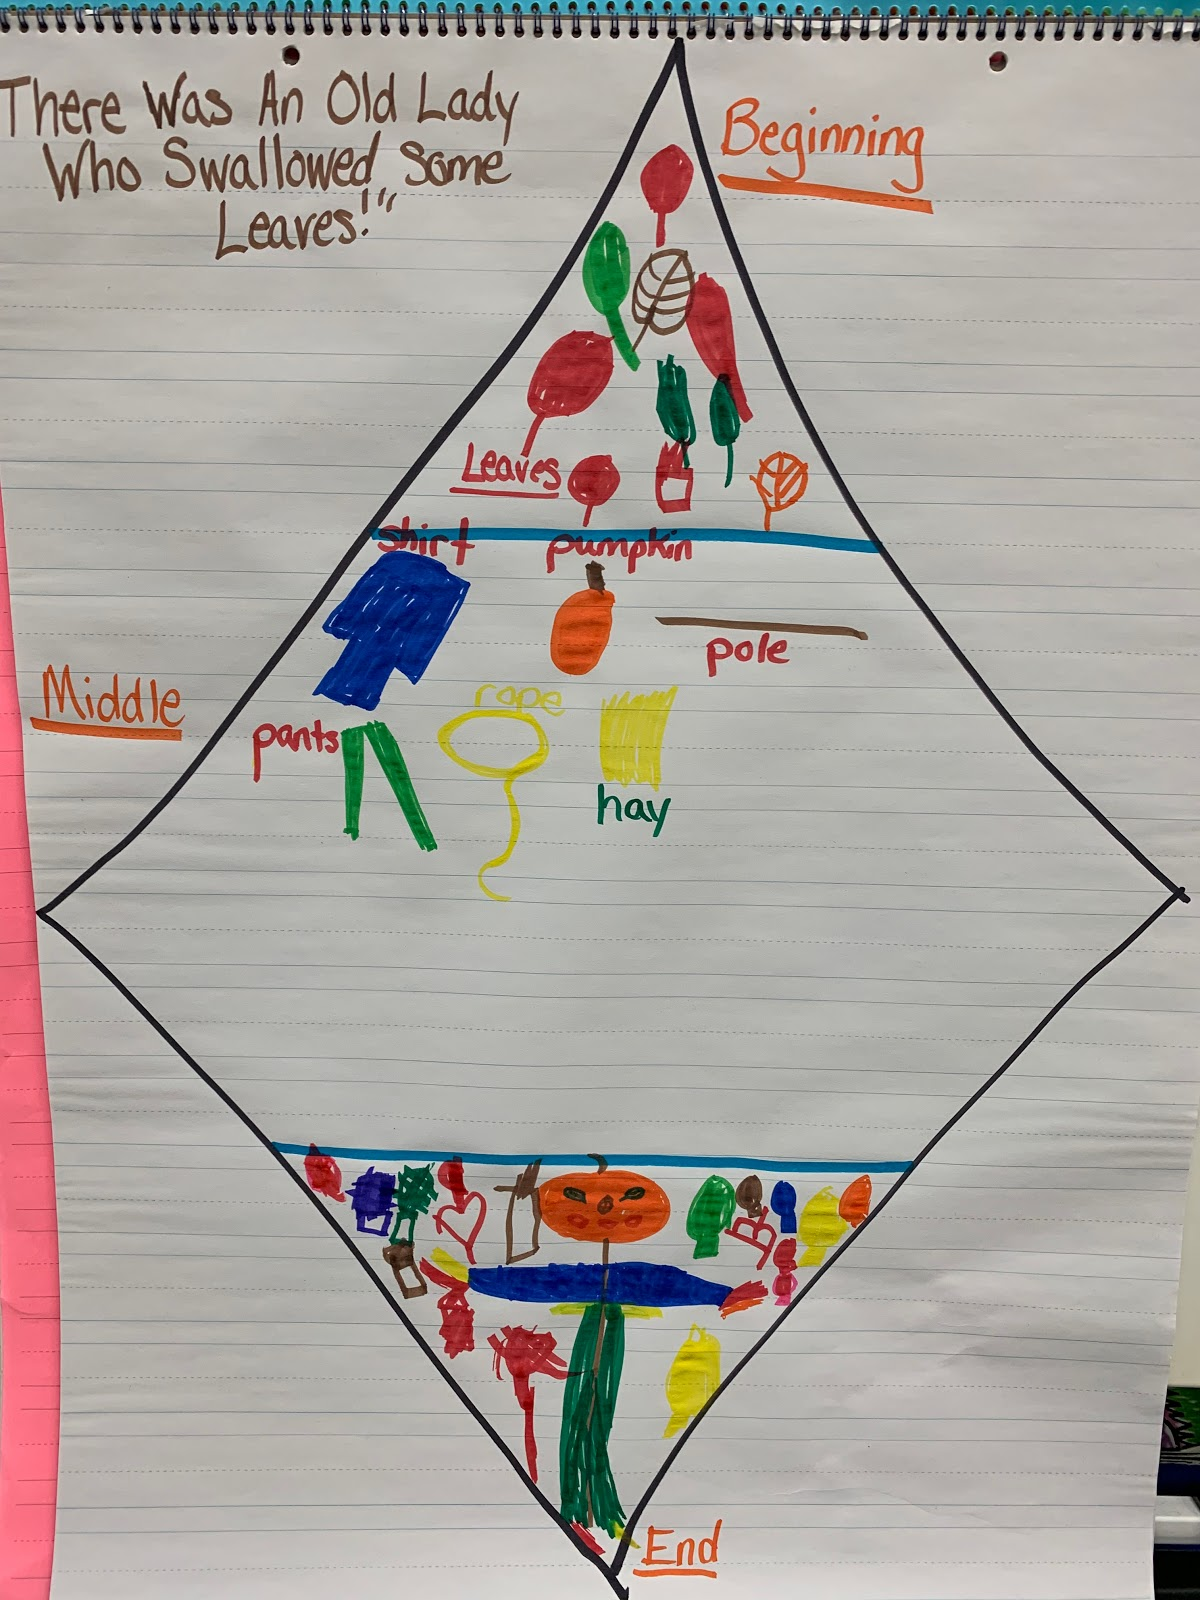 There Was An Old Lady
Who Swallowed Some
Leaves!"
Beginning
Leaves
shirt pumpkin
pole
Middle
rope
pants
hay
End